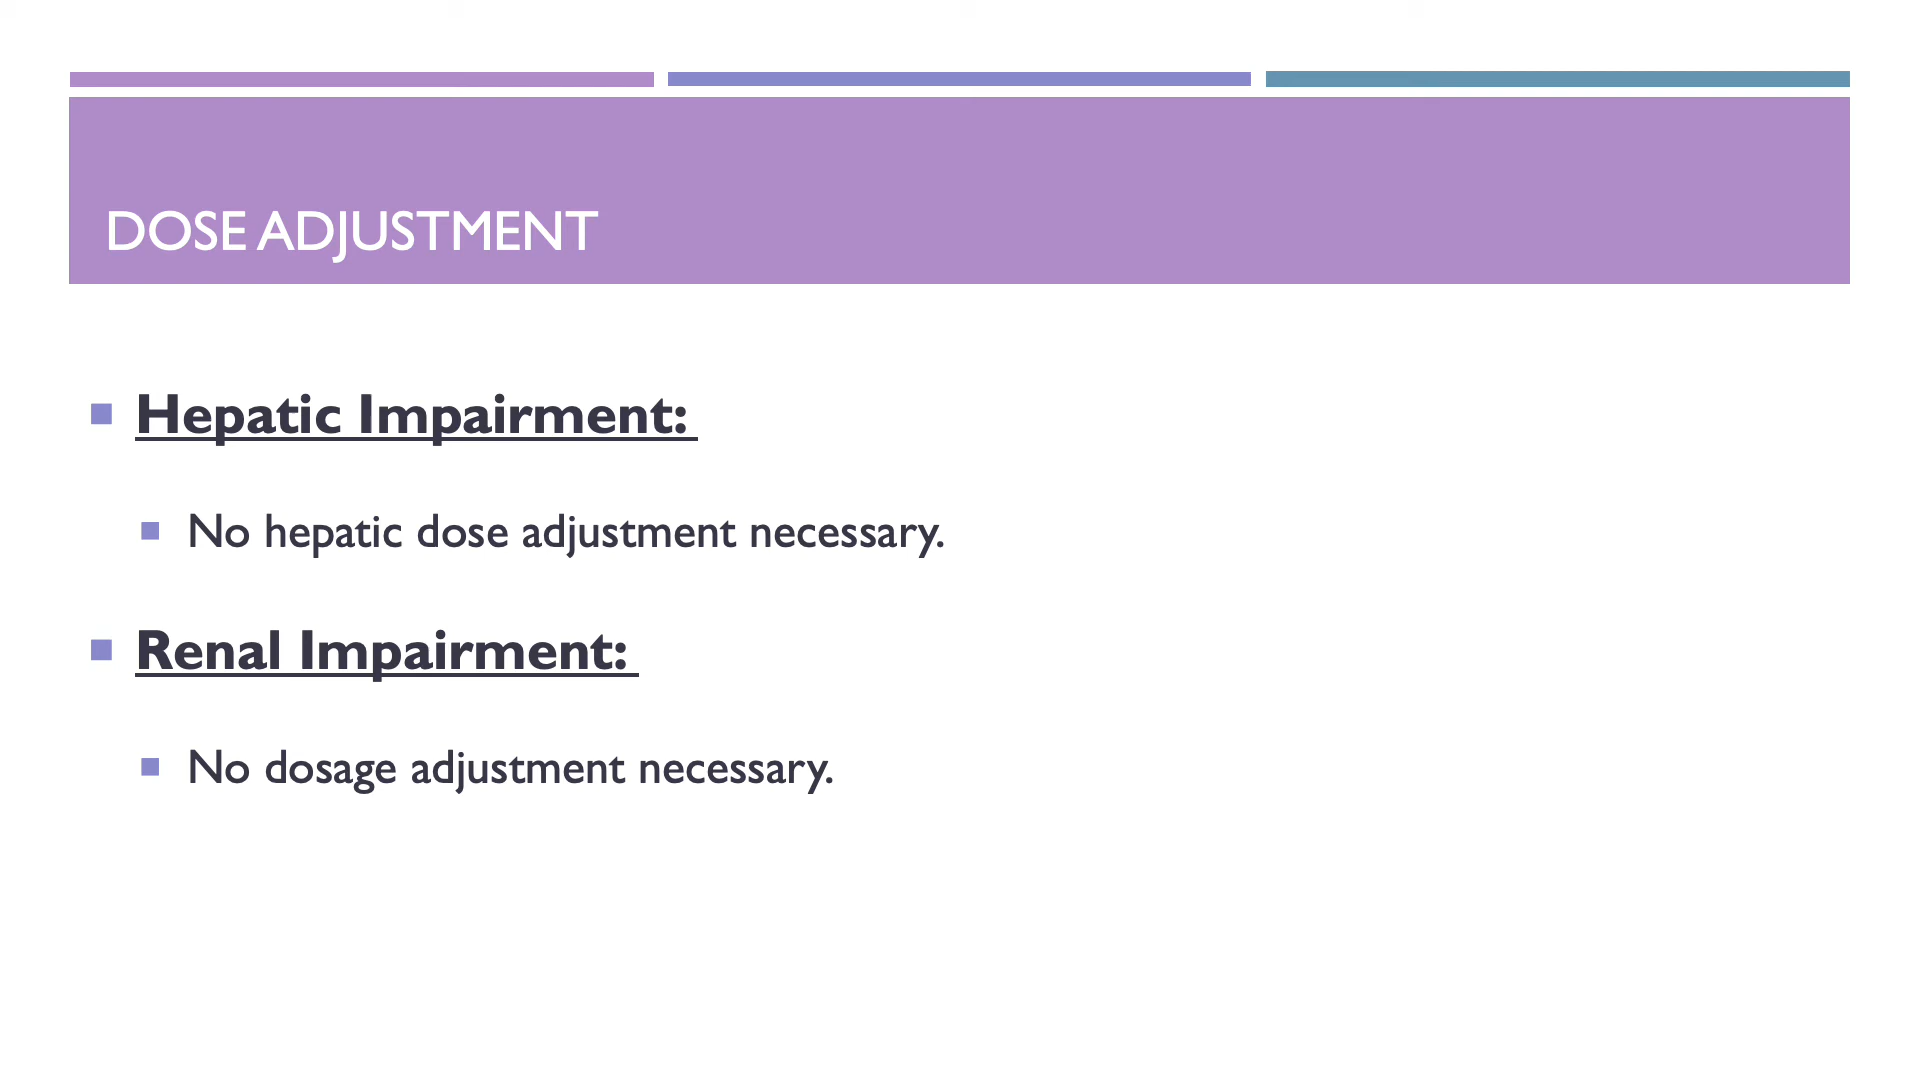 DOSE ADJUSTMENT
Hepatic Impairment:
No hepatic dose adjustment necessary.
Renal Impairment:
No dosage adjustment necessary.